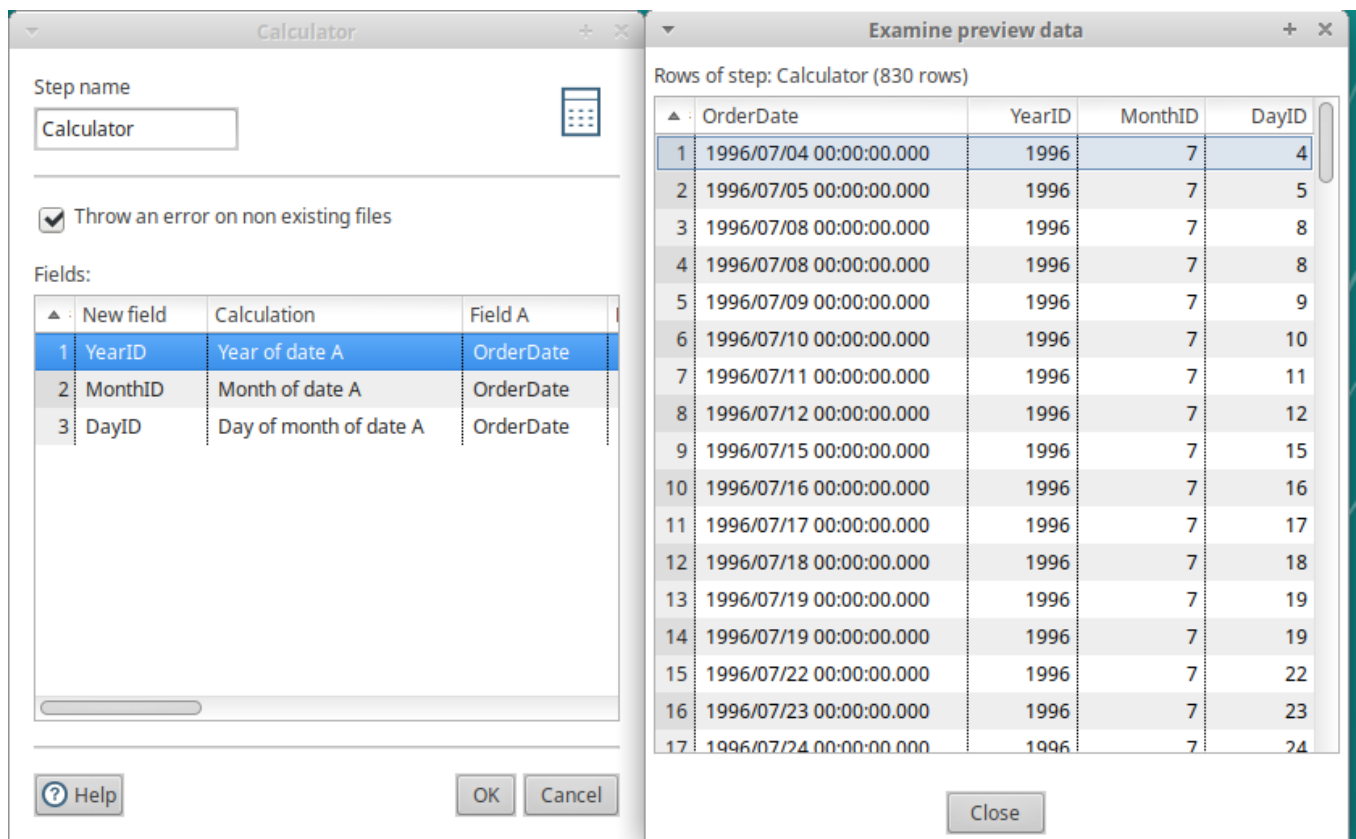 Calculator
Step name
Calculator
Throw an error on non existing files
Fields:
New field Calculation Field A
1 YearID Year of date A OrderDate
2 MonthID Month of date A OrderDate
3 DayID Day of month of date A OrderDate
Help OK Cancel
Examine preview data
Rows of step: Calculator (830 rows)
OrderDate YearID MonthID DayID
1 1996/07/04 00:00:00.000 1996 7 4
2 1996/07/05 00:00:00.000 1996 7 5
3 1996/07/08 00:00:00.000 1996 7 8
4 1996/07/08 00:00:00.000 1996 7 8
5 1996/07/09 00:00:00.000 1996 7 9
6 1996/07/10 00:00:00.000 1996 7 10
7 1996/07/11 00:00:00.000 1996 7 11
8 1996/07/12 00:00:00.000 1996 7 12
9 1996/07/15 00:00:00.000 1996 7 15
10 1996/07/16 00:00:00.000 1996 7 16
11 1996/07/17 00:00:00.000 1996 7 17
12 1996/07/18 00:00:00.000 1996 7 18
13 1996/07/19 00:00:00.000 1996 7 19
14 1996/07/19 00:00:00.000 1996 7 19
15 1996/07/22 00:00:00.000 1996 7 22
16 1996/07/23 00:00:00.000 1996 7 23
17 1996/07/24 00:00:00.000 1996 7 24
Close